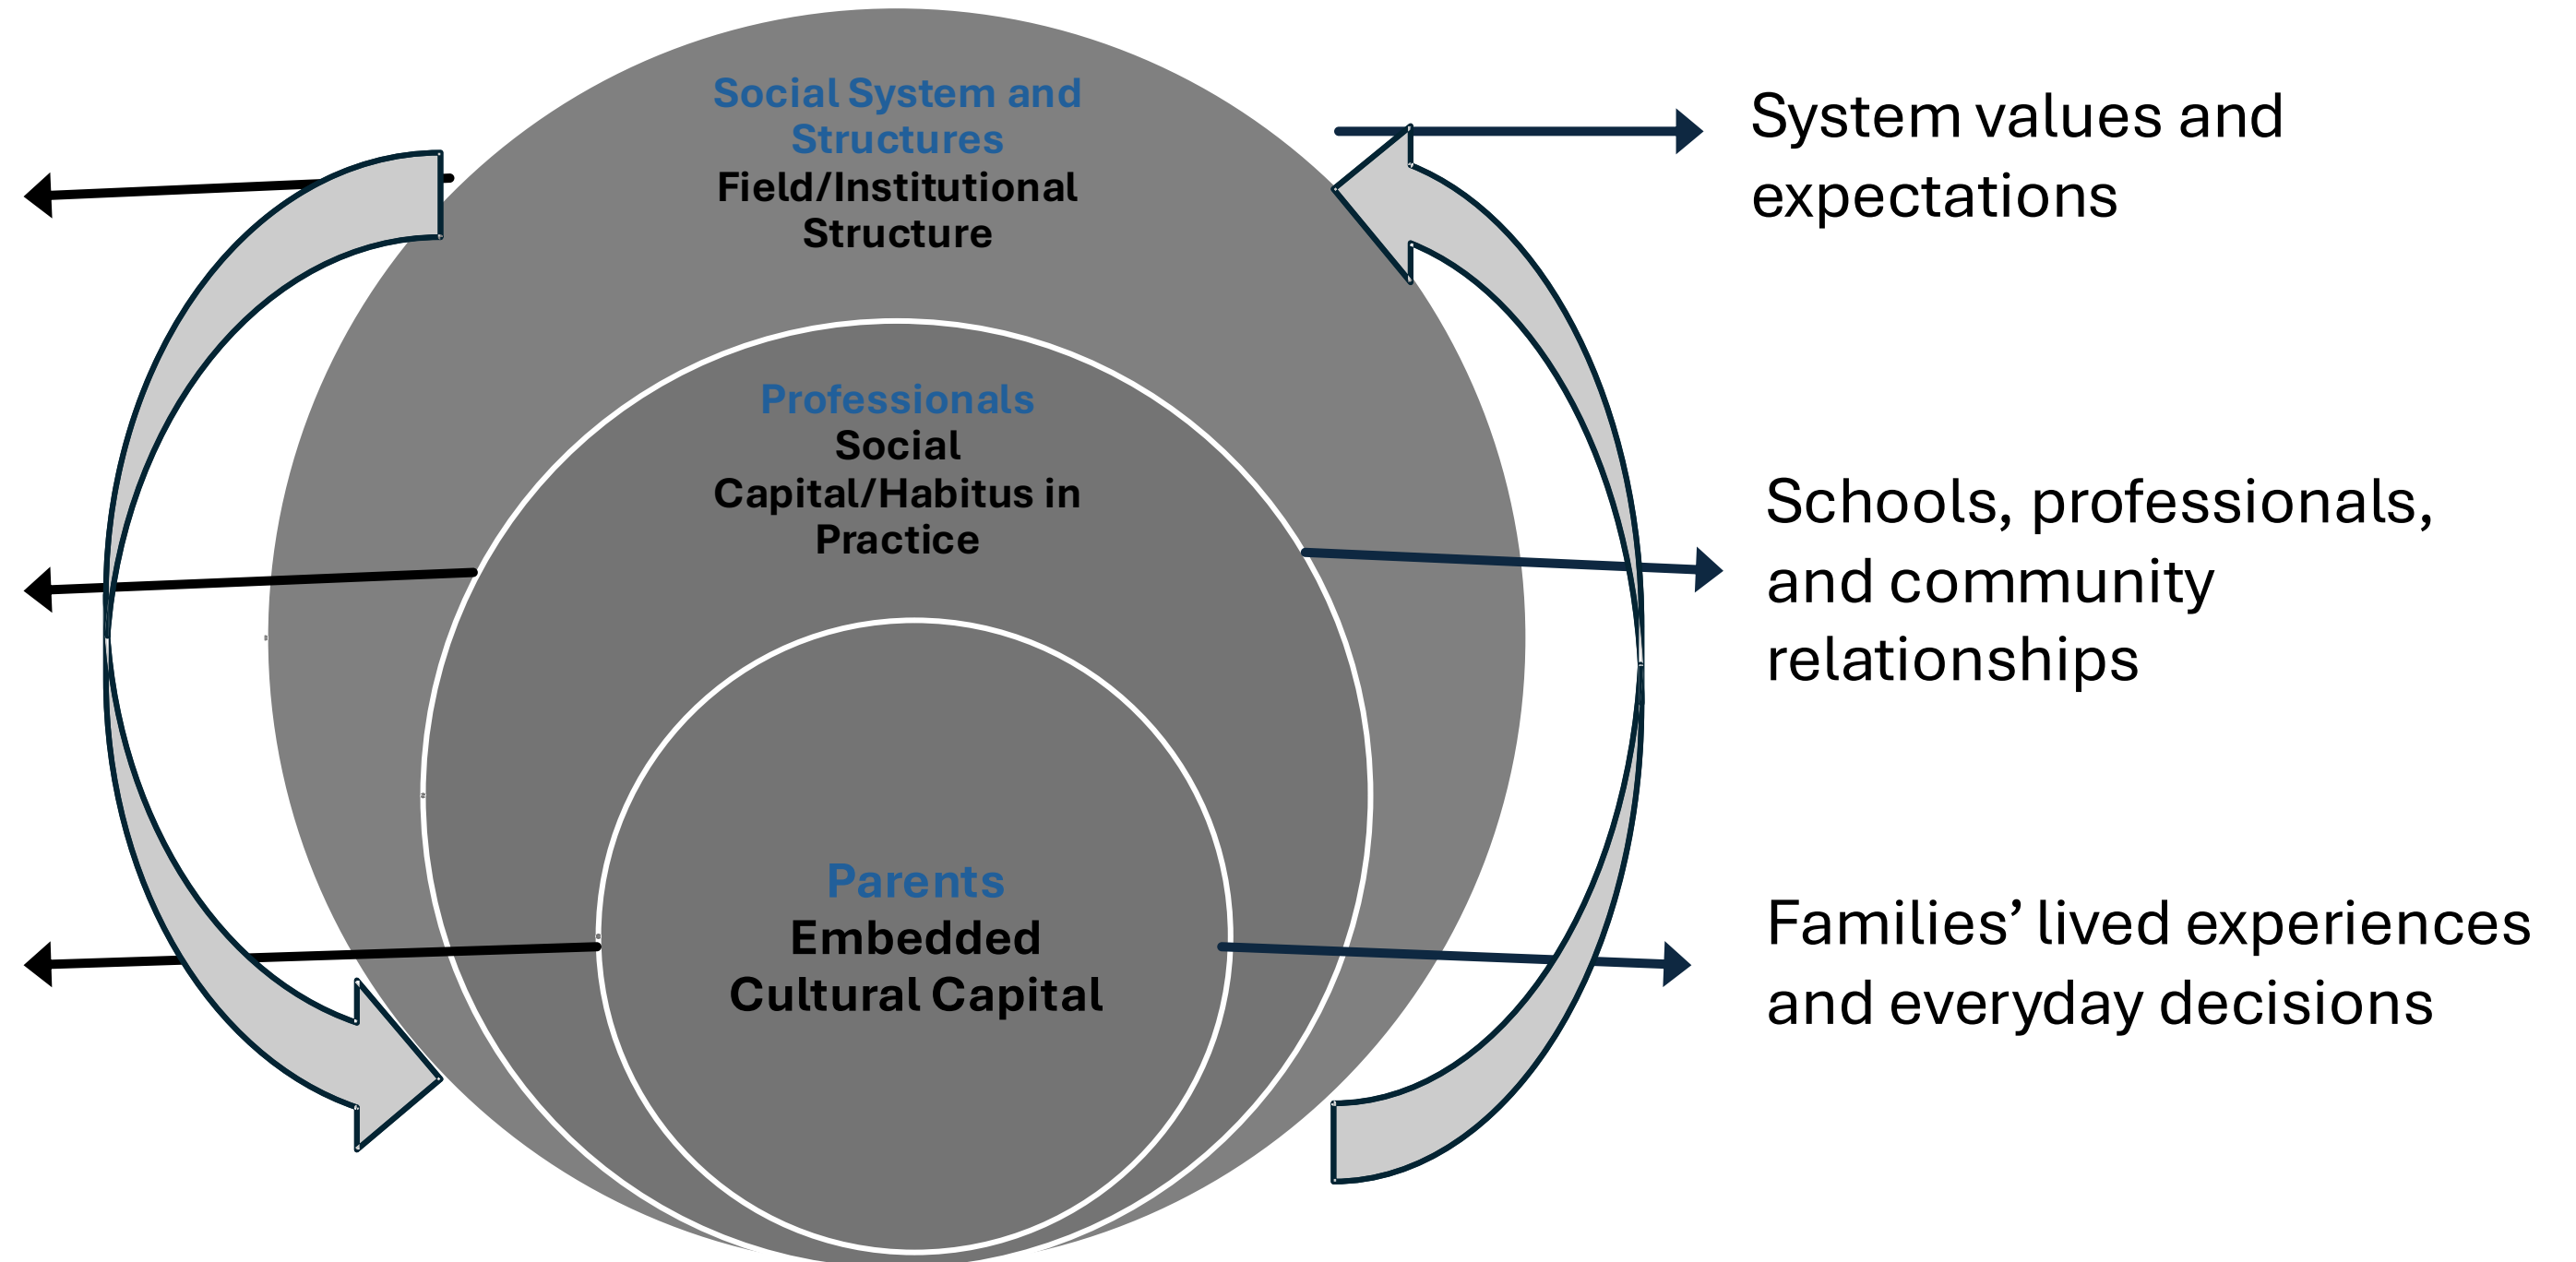 Social System and
Structures
Field/Institutional
Structure
System values and
expectations
Professionals
Social
Capital/Habitus in
Practice
Schools, professionals,
and community
relationships
Parents
Embedded
Cultural Capital
Families’ lived experiences
and everyday decisions